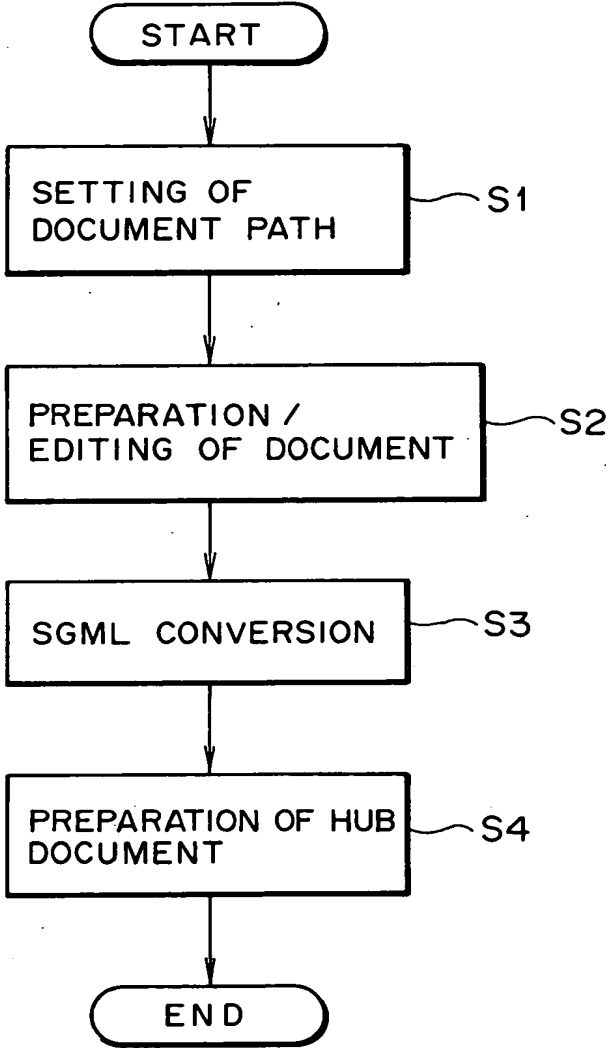 START
SETTING OF
DOCUMENT PATH
S1
PREPARATION /
EDITING OF DOCUMENT
S2
SGML CONVERSION
S3
PREPARATION OF HUB
DOCUMENT
S4
END